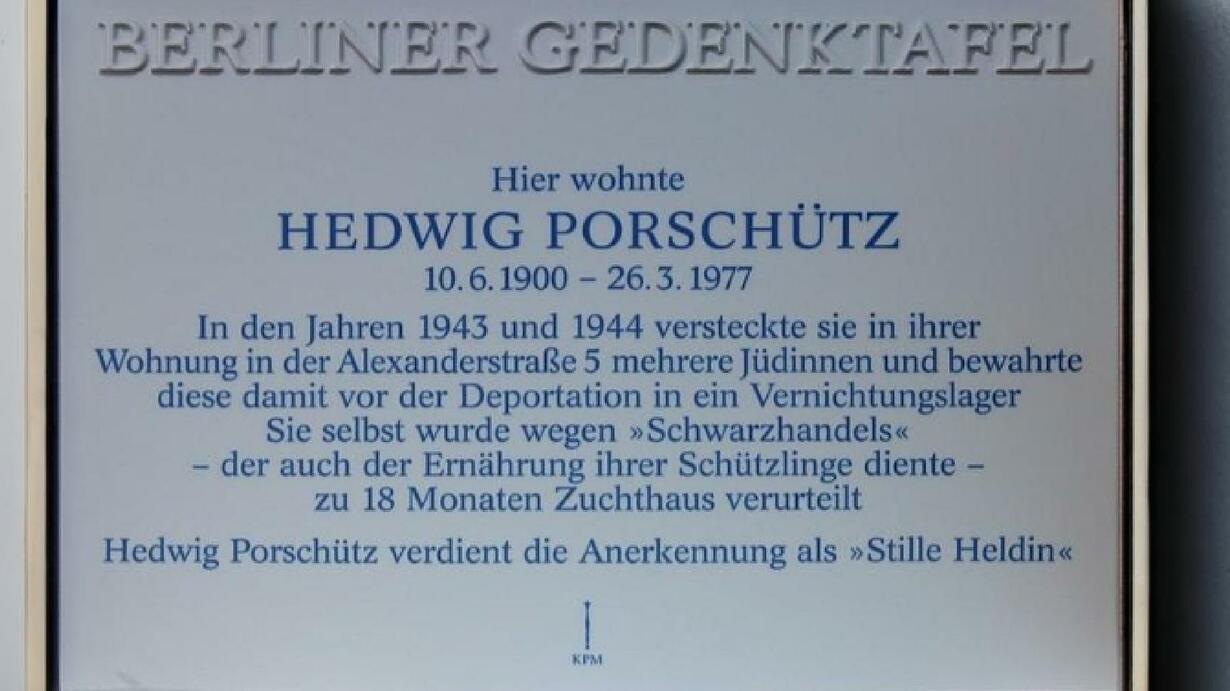 BERLINER GEDENKTAFEL
Hier wohnte
HEDWIG PORSCHÜTZ
10.6.1900 – 26.3.1977
In den Jahren 1943 und 1944 versteckte sie in ihrer
Wohnung in der Alexanderstraße 5 mehrere Jüdinnen und bewahrte
diese damit vor der Deportation in ein Vernichtungslager
Sie selbst wurde wegen »Schwarzhandels«
– der auch der Ernährung ihrer Schützlinge diente –
zu 18 Monaten Zuchthaus verurteilt
Hedwig Porschütz verdient die Anerkennung als »Stille Heldin«
KPM